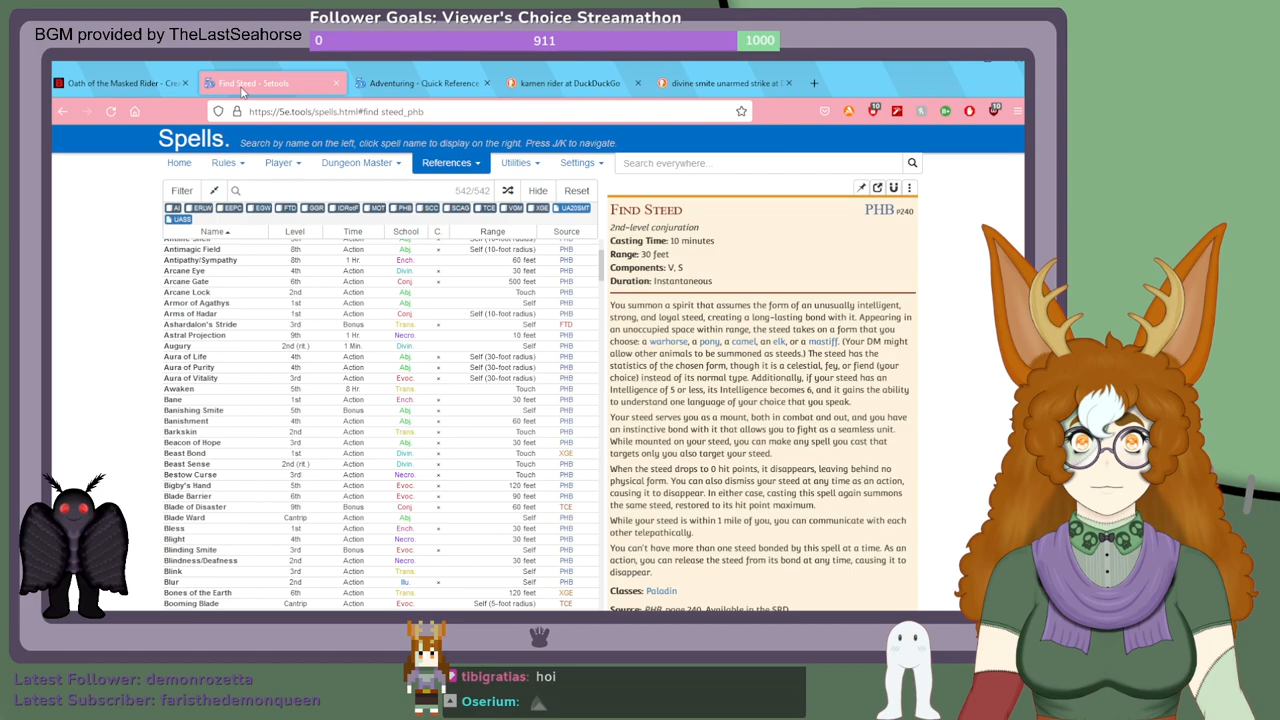 Follower Goals: Viewer's Choice Streamathon
BGM provided by TheLastSeahorse
0 911 1000
Oath of the Masked Rider - Cre
Find Steed - 5etools
Adventuring - Quick Reference
kamen rider at DuckDuckGo
divine smite unarmed strike at D
https://5e.tools/spells.html#find steed_phb
Spells. Search by name on the left, click spell name to display on the right. Press J/K to navigate.
Home Rules Player Dungeon Master References Utilities Settings Search everywhere...
Filter 542/542 Hide Reset
AI ERLW EEPC EGW FTD GGR IDRotF MOT PHB SCC SCAG TCE VGM XGE UA20SMT
UASS
Name Level Time Action School C. Range Source
Antimagic Field 8th Action Abj. Self (10-foot radius) PHB
Antipathy/Sympathy 8th 1 Hr. Ench. 60 feet PHB
Arcane Eye 4th Action Divin. × 30 feet PHB
Arcane Gate 6th Action Conj. × 500 feet PHB
Arcane Lock 2nd Action Abj. Touch PHB
Armor of Agathys 1st Action Abj. Self PHB
Arms of Hadar 1st Action Conj. Self (10-foot radius) PHB
Ashardalon's Stride 3rd Bonus Trans. × Self FTD
Astral Projection 9th 1 Hr. Necro. 10 feet PHB
Augury 2nd (rit.) 1 Min. Divin. Self PHB
Aura of Life 4th Action Abj. × Self (30-foot radius) PHB
Aura of Purity 4th Action Abj. × Self (30-foot radius) PHB
Aura of Vitality 3rd Action Evoc. × Self (30-foot radius) PHB
Awaken 5th 8 Hr. Trans. Touch PHB
Bane 1st Action Ench. × 30 feet PHB
Banishing Smite 5th Bonus Abj. × Self PHB
Banishment 4th Action Abj. × 60 feet PHB
Barkskin 2nd Action Trans. × Touch PHB
Beacon of Hope 3rd Action Abj. × 30 feet PHB
Beast Bond 1st Action Divin. × Touch XGE
Beast Sense 2nd (rit.) Action Divin. × Touch PHB
Bestow Curse 3rd Action Necro. × Touch PHB
Bigby's Hand 5th Action Evoc. × 120 feet PHB
Blade Barrier 6th Action Evoc. × 90 feet PHB
Blade of Disaster 9th Bonus Conj. × 60 feet TCE
Blade Ward Cantrip Action Abj. Self PHB
Bless 1st Action Ench. × 30 feet PHB
Blight 4th Action Necro. 30 feet PHB
Blinding Smite 3rd Bonus Evoc. × Self PHB
Blindness/Deafness 2nd Action Necro. 30 feet PHB
Blink 3rd Action Trans. Self PHB
Blur 2nd Action Illu. × Self PHB
Bones of the Earth 6th Action Trans. 120 feet XGE
Booming Blade Cantrip Action Evoc. Self (5-foot radius) TCE
FIND STEED PHB P240
2nd-level conjuration
Casting Time: 10 minutes
Range: 30 feet
Components: V, S
Duration: Instantaneous
You summon a spirit that assumes the form of an unusually intelligent,
strong, and loyal steed, creating a long-lasting bond with it. Appearing in
an unoccupied space within range, the steed takes on a form that you
choose: a warhorse, a pony, a camel, an elk, or a mastiff. (Your DM might
allow other animals to be summoned as steeds.) The steed has the
statistics of the chosen form, though it is a celestial, fey, or fiend (your
choice) instead of its normal type. Additionally, if your steed has an
Intelligence of 5 or less, its Intelligence becomes 6, and it gains the ability
to understand one language of your choice that you speak.
Your steed serves you as a mount, both in combat and out, and you have
an instinctive bond with it that allows you to fight as a seamless unit.
While mounted on your steed, you can make any spell you cast that
targets only you also target your steed.
When the steed drops to 0 hit points, it disappears, leaving behind no
physical form. You can also dismiss your steed at any time as an action,
causing it to disappear. In either case, casting this spell again summons
the same steed, restored to its hit point maximum.
While your steed is within 1 mile of you, you can communicate with each
other telepathically.
You can't have more than one steed bonded by this spell at a time. As an
action, you can release the steed from its bond at any time, causing it to
disappear.
Classes: Paladin
Source: PHB, page 240. Available in the SRD
Latest Follower: demonrozetta
Latest Subscriber: faristhedemonqueen
tibigratias: hoi
Oserium: